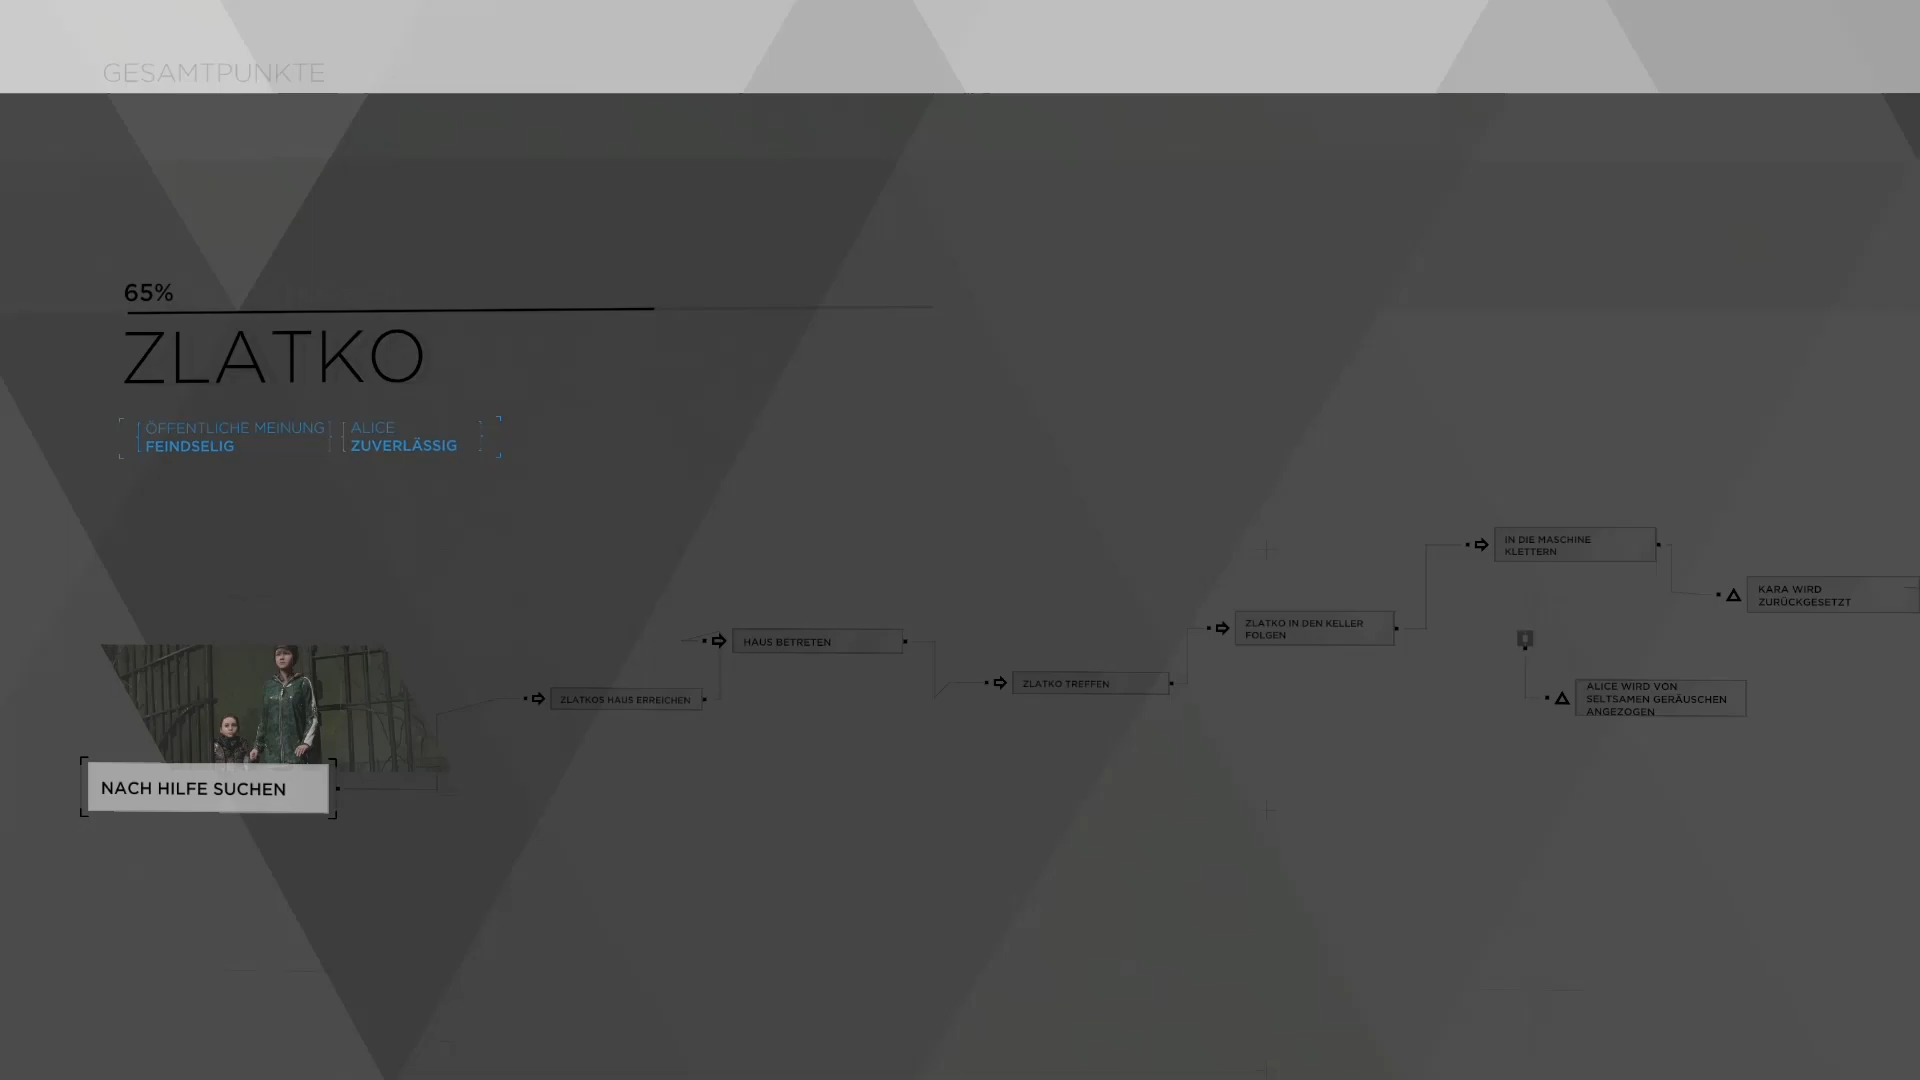 GESAMTPUNKTE
65%
ZLATKO
ÖFFENTLICHE MEINUNG
FEINDSELIG
ALICE
ZUVERLÄSSIG
NACH HILFE SUCHEN
ZLATKOS HAUS ERREICHEN
HAUS BETRETEN
ZLATKO TREFFEN
ZLATKO IN DEN KELLER
FOLGEN
IN DIE MASCHINE
KLETTERN
KARA WIRD
ZURÜCKGESETZT
ALICE WIRD VON
SELTSAMEN GERÄUSCHEN
ANGEZOGEN